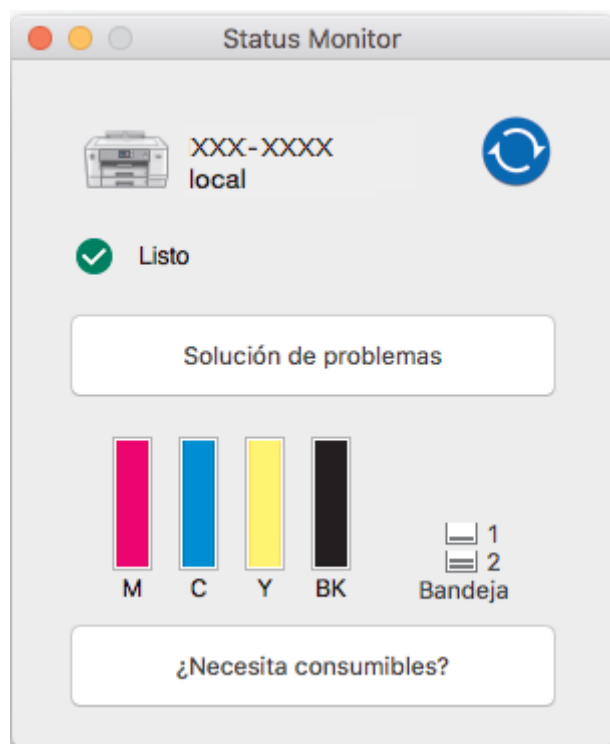 Status Monitor
XXX-XXXX
local
Listo
Solución de problemas
M C Y BK
1
2
Bandeja
¿Necesita consumibles?